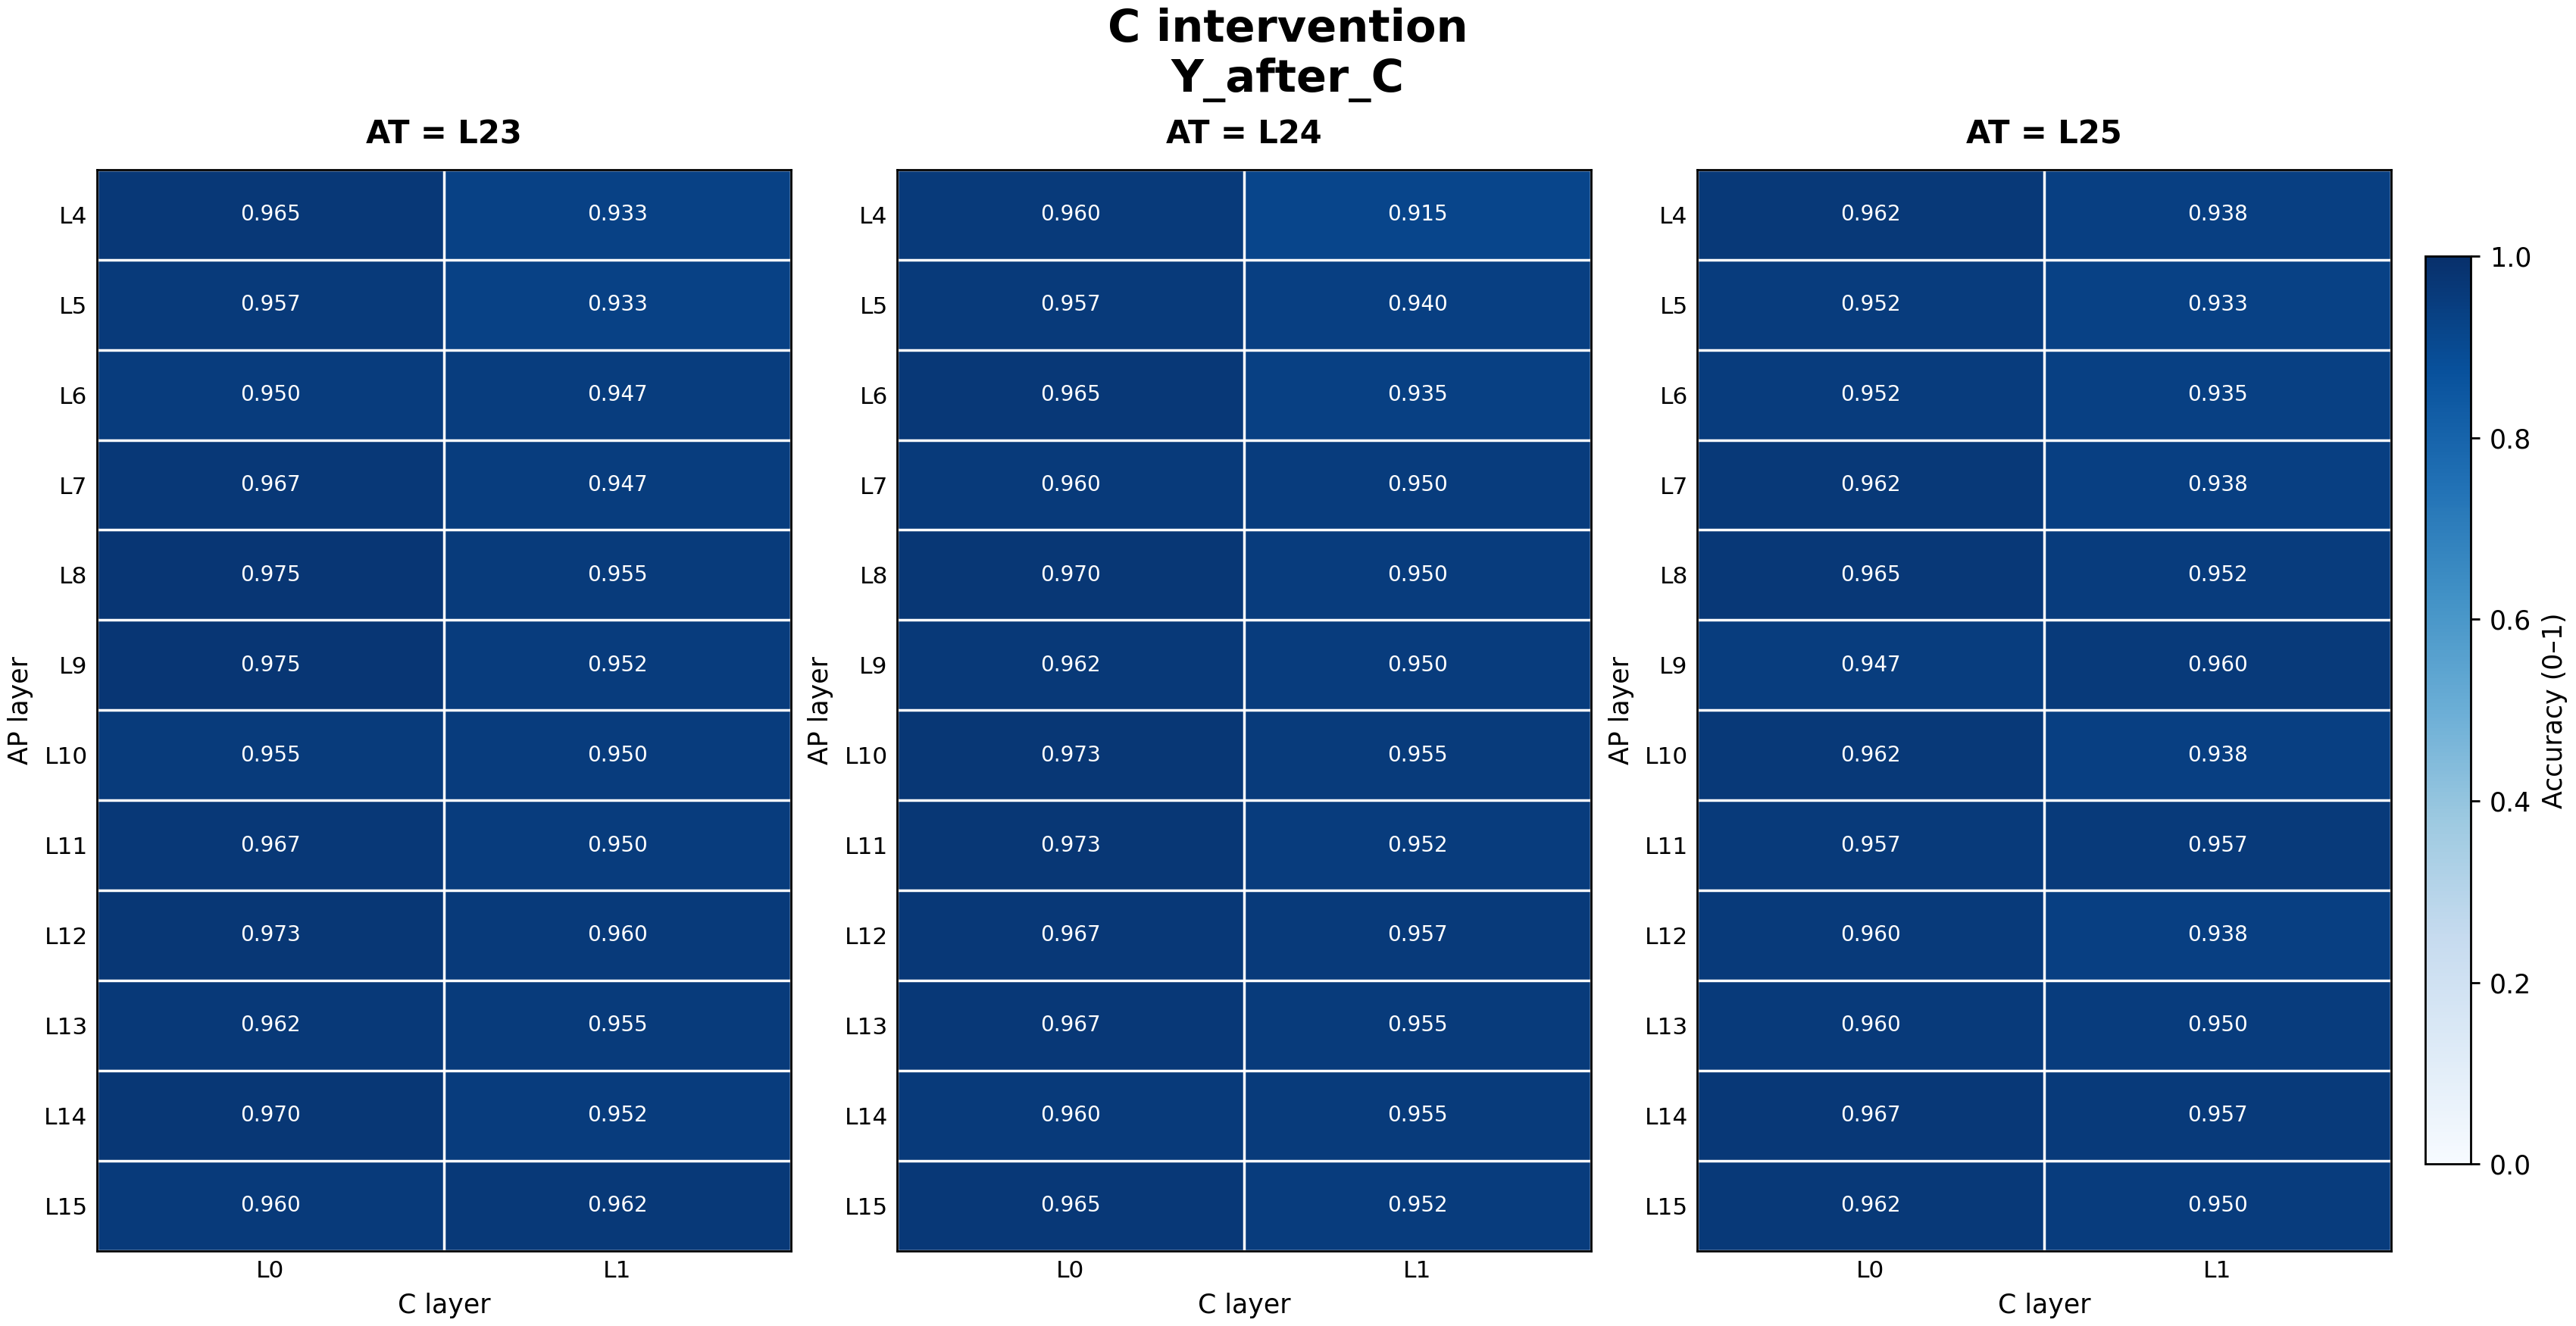 C intervention
Y_after_C
AT = L23
AP layer
L4 0.965 0.933
L5 0.957 0.933
L6 0.950 0.947
L7 0.967 0.947
L8 0.975 0.955
L9 0.975 0.952
L10 0.955 0.950
L11 0.967 0.950
L12 0.973 0.960
L13 0.962 0.955
L14 0.970 0.952
L15 0.960 0.962
L0 L1
C layer
AT = L24
AP layer
L4 0.960 0.915
L5 0.957 0.940
L6 0.965 0.935
L7 0.960 0.950
L8 0.970 0.950
L9 0.962 0.950
L10 0.973 0.955
L11 0.973 0.952
L12 0.967 0.957
L13 0.967 0.955
L14 0.960 0.955
L15 0.965 0.952
L0 L1
C layer
AT = L25
AP layer
L4 0.962 0.938
L5 0.952 0.933
L6 0.952 0.935
L7 0.962 0.938
L8 0.965 0.952
L9 0.947 0.960
L10 0.962 0.938
L11 0.957 0.957
L12 0.960 0.938
L13 0.960 0.950
L14 0.967 0.957
L15 0.962 0.950
L0 L1
C layer
1.0
0.8
0.6
0.4
0.2
0.0
Accuracy (0–1)